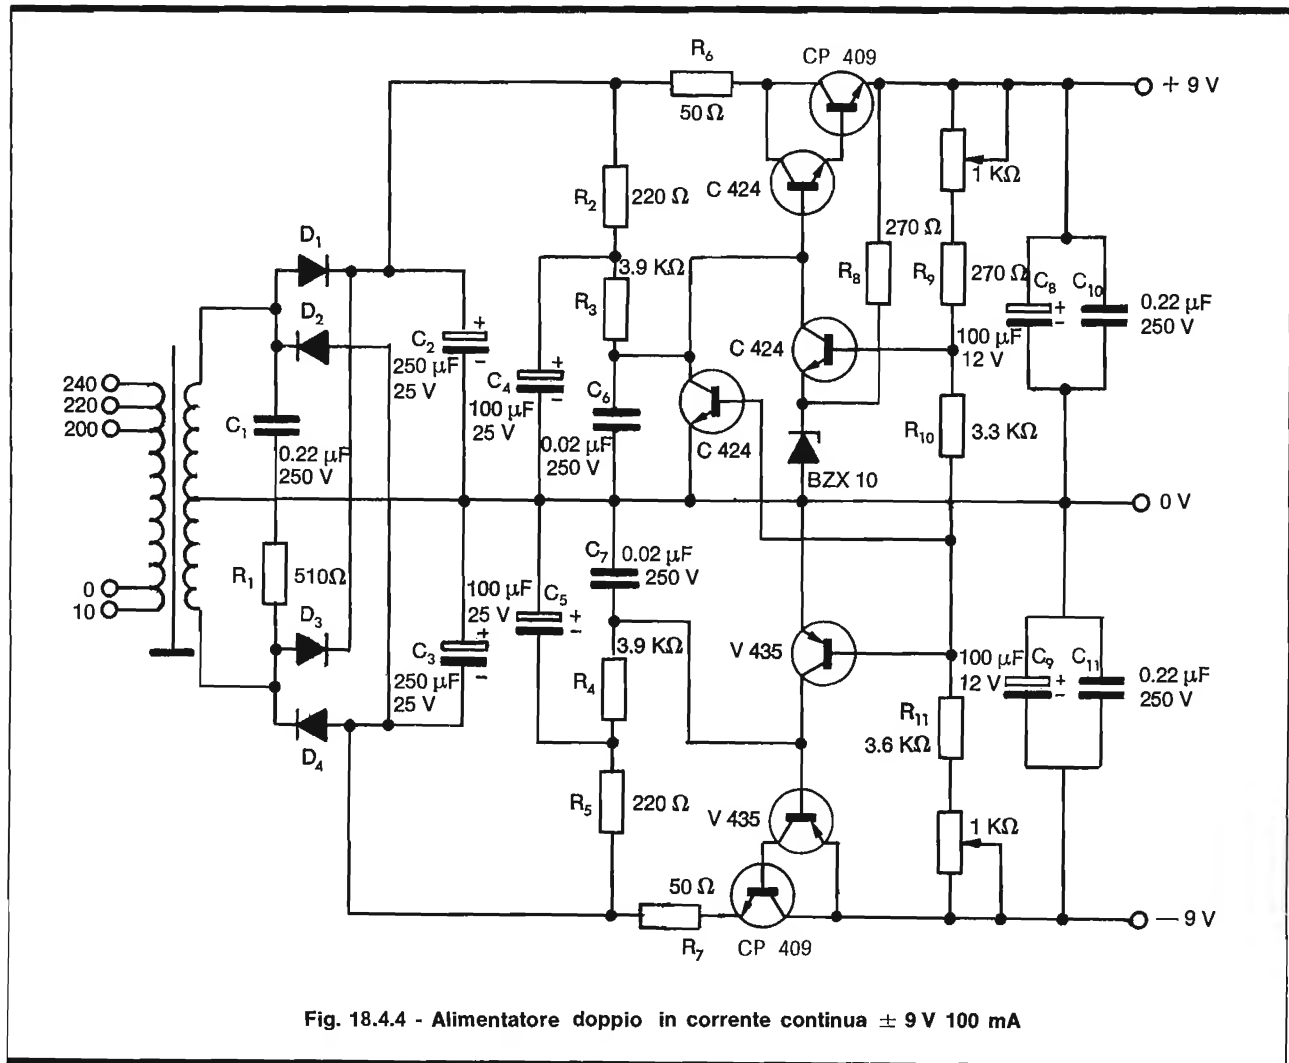 R6
50 Ω
CP 409
+ 9 V
1 KΩ
C 424
R2
220 Ω
270 Ω
D1
3.9 KΩ
R3
R8
R9
270 Ω
C8
+
−
C10
0.22 μF
250 V
100 μF
12 V
D2
C2
+
−
250 μF
25 V
C4
+
−
100 μF
25 V
C6
0.02 μF
250 V
C 424
C 424
R10
3.3 KΩ
BZX 10
240
220
200
C1
0.22 μF
250 V
0 V
0
10
R1
510Ω
C7
0.02 μF
250 V
100 μF
25 V
C5
+
−
D3
C3
+
−
250 μF
25 V
3.9 KΩ
R4
V 435
100 μF
12 V
C9
+
−
C11
0.22 μF
250 V
R11
3.6 KΩ
D4
R5
220 Ω
V 435
1 KΩ
50 Ω
R7
CP 409
— 9 V
Fig. 18.4.4 - Alimentatore doppio in corrente continua ± 9 V 100 mA